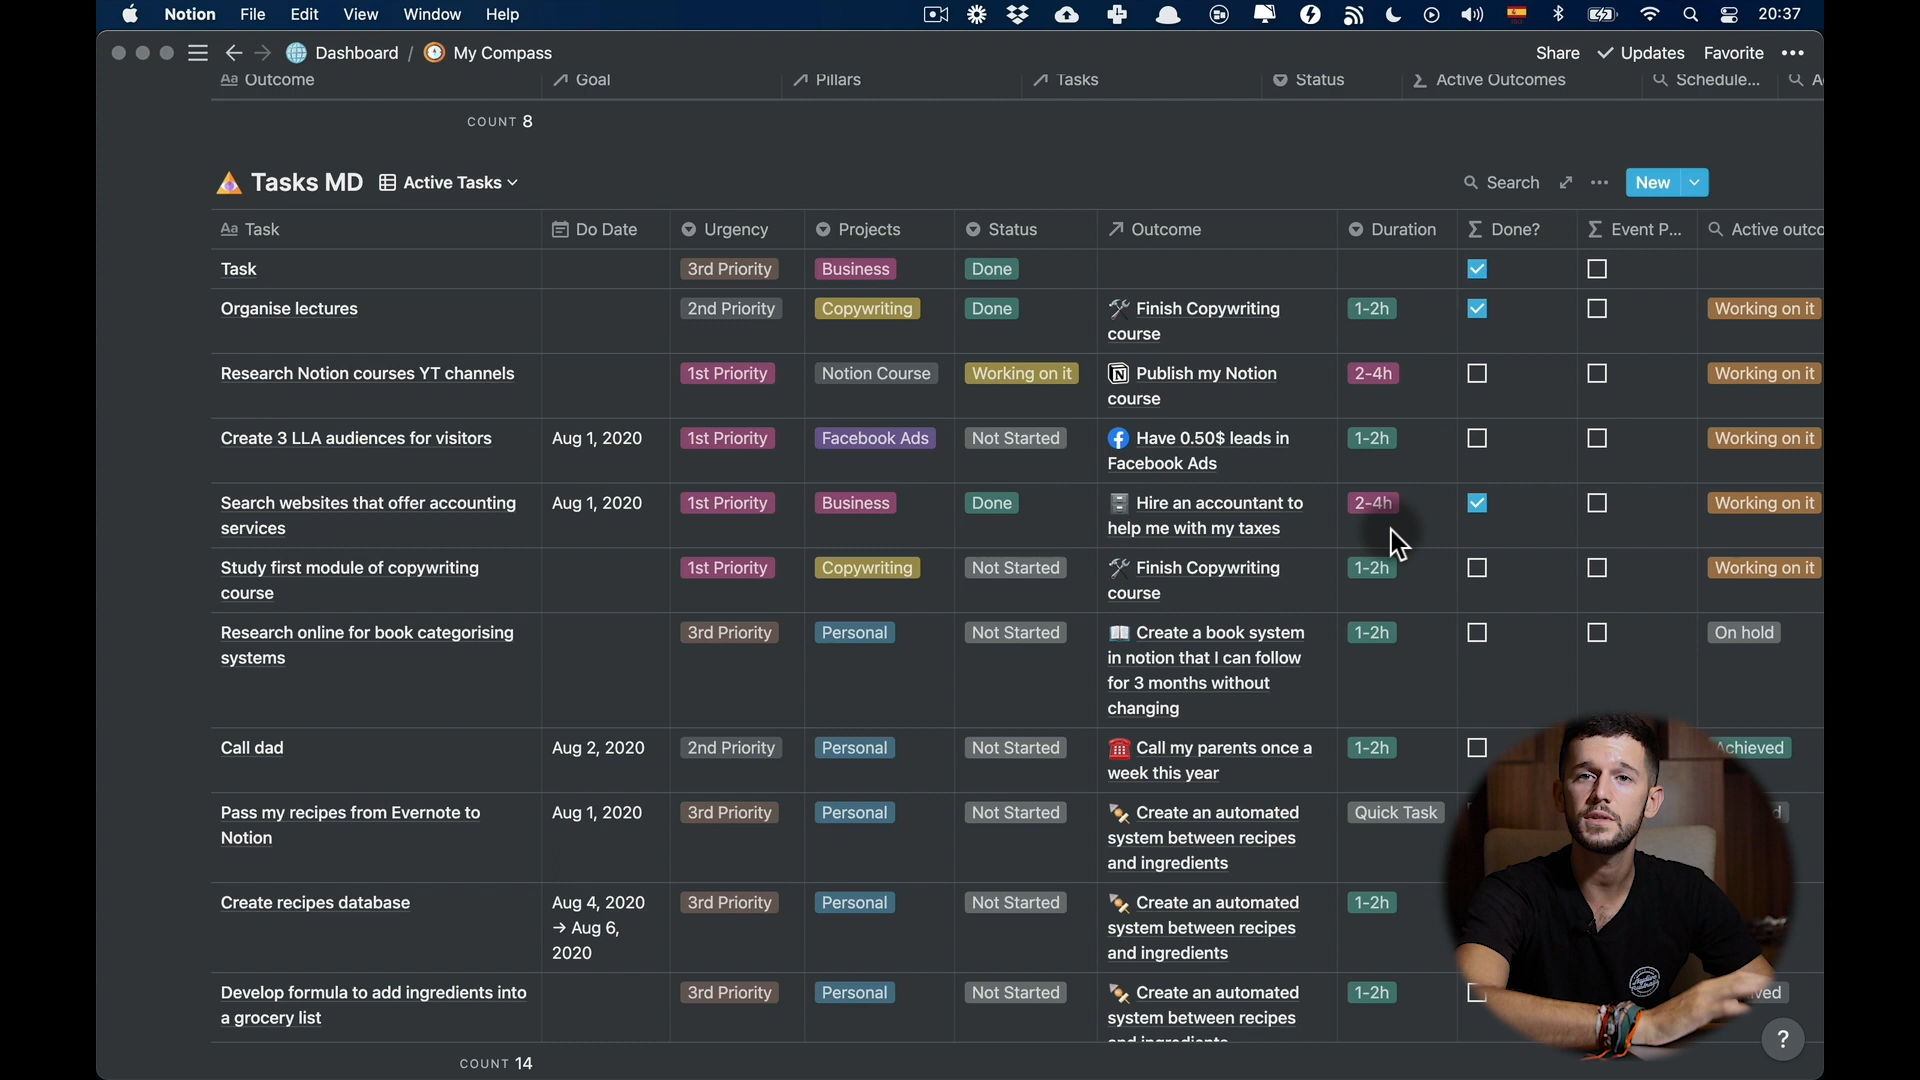 Notion File Edit View Window Help 20:37
Dashboard / My Compass Share Updates Favorite
Aa Outcome Goal Pillars Tasks Status Active Outcomes Schedule... A
COUNT 8
Tasks MD Active Tasks Search New
Aa Task Do Date Urgency Projects Status Outcome Duration Done? Event P... Active outco
Task 3rd Priority Business Done
Organise lectures 2nd Priority Copywriting Done Finish Copywriting 1-2h Working on it
course
Research Notion courses YT channels 1st Priority Notion Course Working on it Publish my Notion 2-4h Working on it
course
Create 3 LLA audiences for visitors Aug 1, 2020 1st Priority Facebook Ads Not Started Have 0.50$ leads in 1-2h Working on it
Facebook Ads
Search websites that offer accounting Aug 1, 2020 1st Priority Business Done Hire an accountant to 2-4h Working on it
services help me with my taxes
Study first module of copywriting 1st Priority Copywriting Not Started Finish Copywriting 1-2h Working on it
course course
Research online for book categorising 3rd Priority Personal Not Started Create a book system 1-2h On hold
systems in notion that I can follow
for 3 months without
changing
Call dad Aug 2, 2020 2nd Priority Personal Not Started Call my parents once a 1-2h Achieved
week this year
Pass my recipes from Evernote to Aug 1, 2020 3rd Priority Personal Not Started Create an automated Quick Task
Notion system between recipes
and ingredients
Create recipes database Aug 4, 2020 3rd Priority Personal Not Started Create an automated 1-2h
→ Aug 6, system between recipes
2020 and ingredients
Develop formula to add ingredients into 3rd Priority Personal Not Started Create an automated 1-2h
a grocery list system between recipes
and ingredients
COUNT 14
?